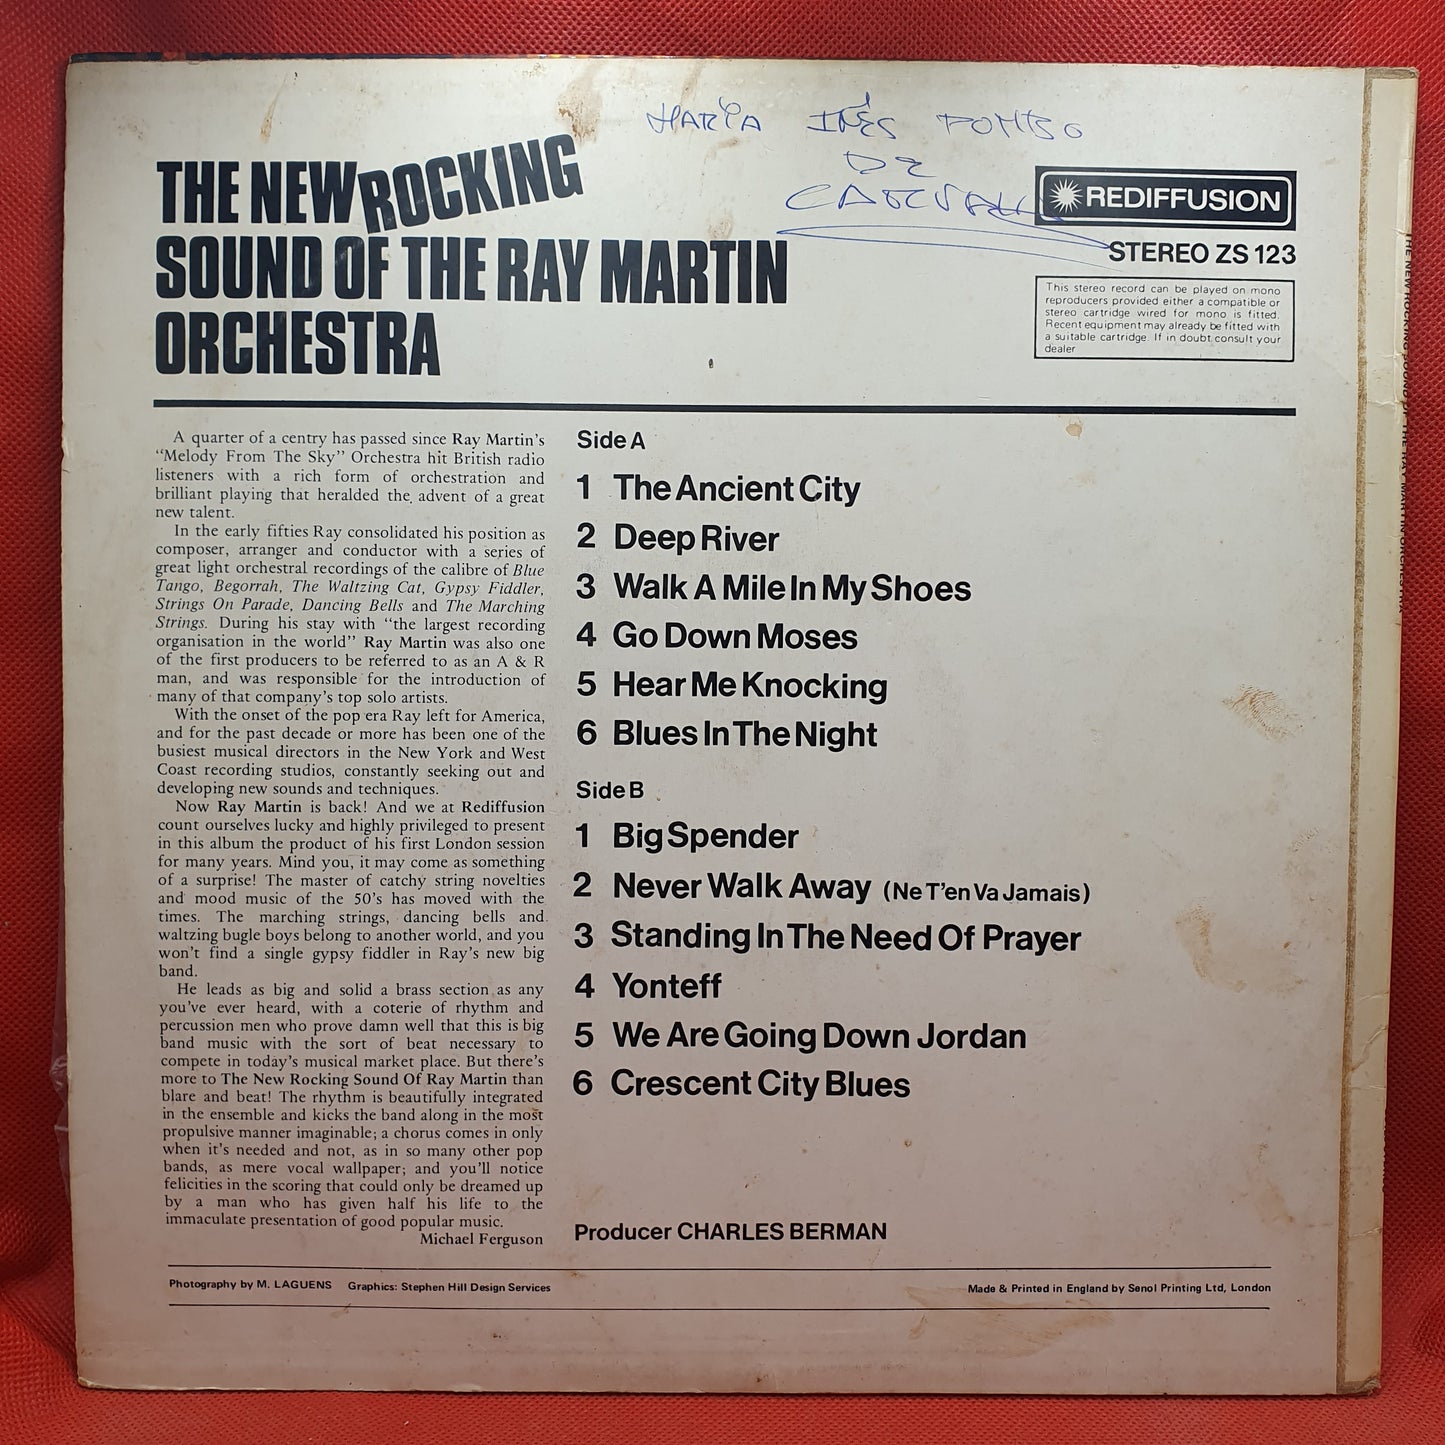 MARIA INÊS POMBO
DE
THE NEW ROCKING
SOUND OF THE RAY MARTIN
ORCHESTRA
REDIFFUSION
STEREO ZS 123
This stereo record can be played on mono
reproducers provided either a compatible or
stereo cartridge wired for mono is fitted.
Recent equipment may already be fitted with
a suitable cartridge. If in doubt consult your
dealer
A quarter of a centry has passed since Ray Martin's
“Melody From The Sky” Orchestra hit British radio
listeners with a rich form of orchestration and
brilliant playing that heralded the advent of a great
new talent.
In the early fifties Ray consolidated his position as
composer, arranger and conductor with a series of
great light orchestral recordings of the calibre of Blue
Tango, Begorrah, The Waltzing Cat, Gypsy Fiddler,
Strings On Parade, Dancing Bells and The Marching
Strings. During his stay with “the largest recording
organisation in the world” Ray Martin was also one
of the first producers to be referred to as an A & R
man, and was responsible for the introduction of
many of that company's top solo artists.
With the onset of the pop era Ray left for America,
and for the past decade or more has been one of the
busiest musical directors in the New York and West
Coast recording studios, constantly seeking out and
developing new sounds and techniques.
Now Ray Martin is back! And we at Rediffusion
count ourselves lucky and highly privileged to present
in this album the product of his first London session
for many years. Mind you, it may come as something
of a surprise! The master of catchy string novelties
and mood music of the 50's has moved with the
times. The marching strings, dancing bells and
waltzing bugle boys belong to another world, and you
won't find a single gypsy fiddler in Ray's new big
band.
He leads as big and solid a brass section as any
you've ever heard, with a coterie of rhythm and
percussion men who prove damn well that this is big
band music with the sort of beat necessary to
compete in today's musical market place. But there's
more to The New Rocking Sound Of Ray Martin than
blare and beat! The rhythm is beautifully integrated
in the ensemble and kicks the band along in the most
propulsive manner imaginable; a chorus comes in only
when it's needed and not, as in so many other pop
bands, as mere vocal wallpaper; and you'll notice
felicities in the scoring that could only be dreamed up
by a man who has given half his life to the
immaculate presentation of good popular music.
Michael Ferguson
Side A
1 The Ancient City
2 Deep River
3 Walk A Mile In My Shoes
4 Go Down Moses
5 Hear Me Knocking
6 Blues In The Night
Side B
1 Big Spender
2 Never Walk Away (Ne T'en Va Jamais)
3 Standing In The Need Of Prayer
4 Yonteff
5 We Are Going Down Jordan
6 Crescent City Blues
Producer CHARLES BERMAN
Photography by M. LAGUENS Graphics: Stephen Hill Design Services
Made & Printed in England by Senol Printing Ltd, London
THE NEW ROCKING SOUND OF THE RAY MARTIN ORCHESTRA